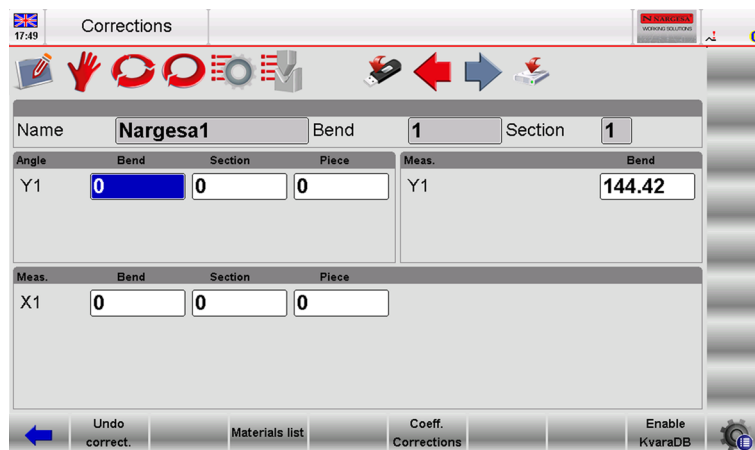 17:49
Corrections
NARGESA
WORKING SOLUTIONS
Name Nargesa1 Bend 1 Section 1
Angle Bend Section Piece
Y1 0 0 0
Meas. Bend
Y1 144.42
Meas. Bend Section Piece
X1 0 0 0
Undo
correct.
Materials list
Coeff.
Corrections
Enable
KvaraDB